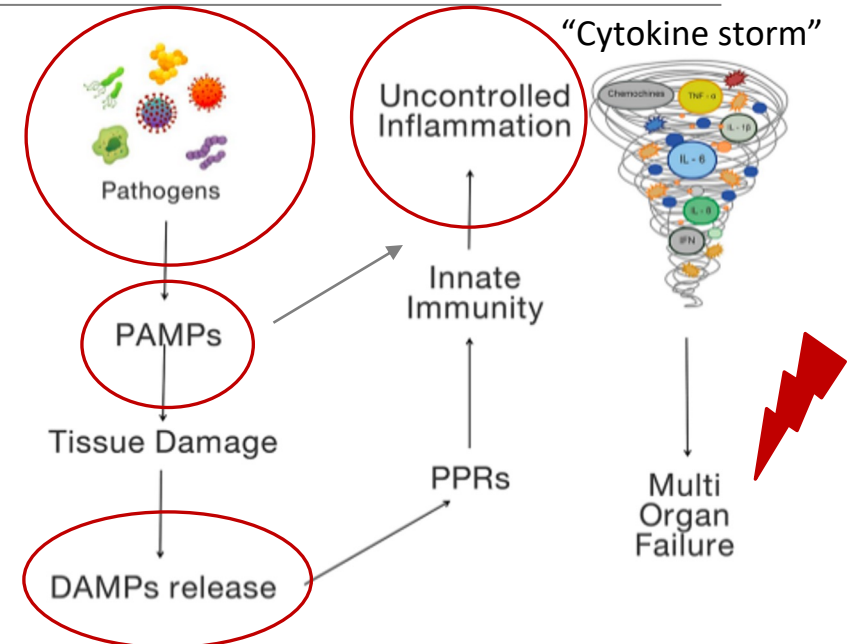 “Cytokine storm”
Pathogens
PAMPs
Tissue Damage
DAMPs release
Uncontrolled
Inflammation
Innate
Immunity
PPRs
Chemochines
TNF - α
IL - 1β
IL - 6
IL - 8
IFN
Multi
Organ
Failure